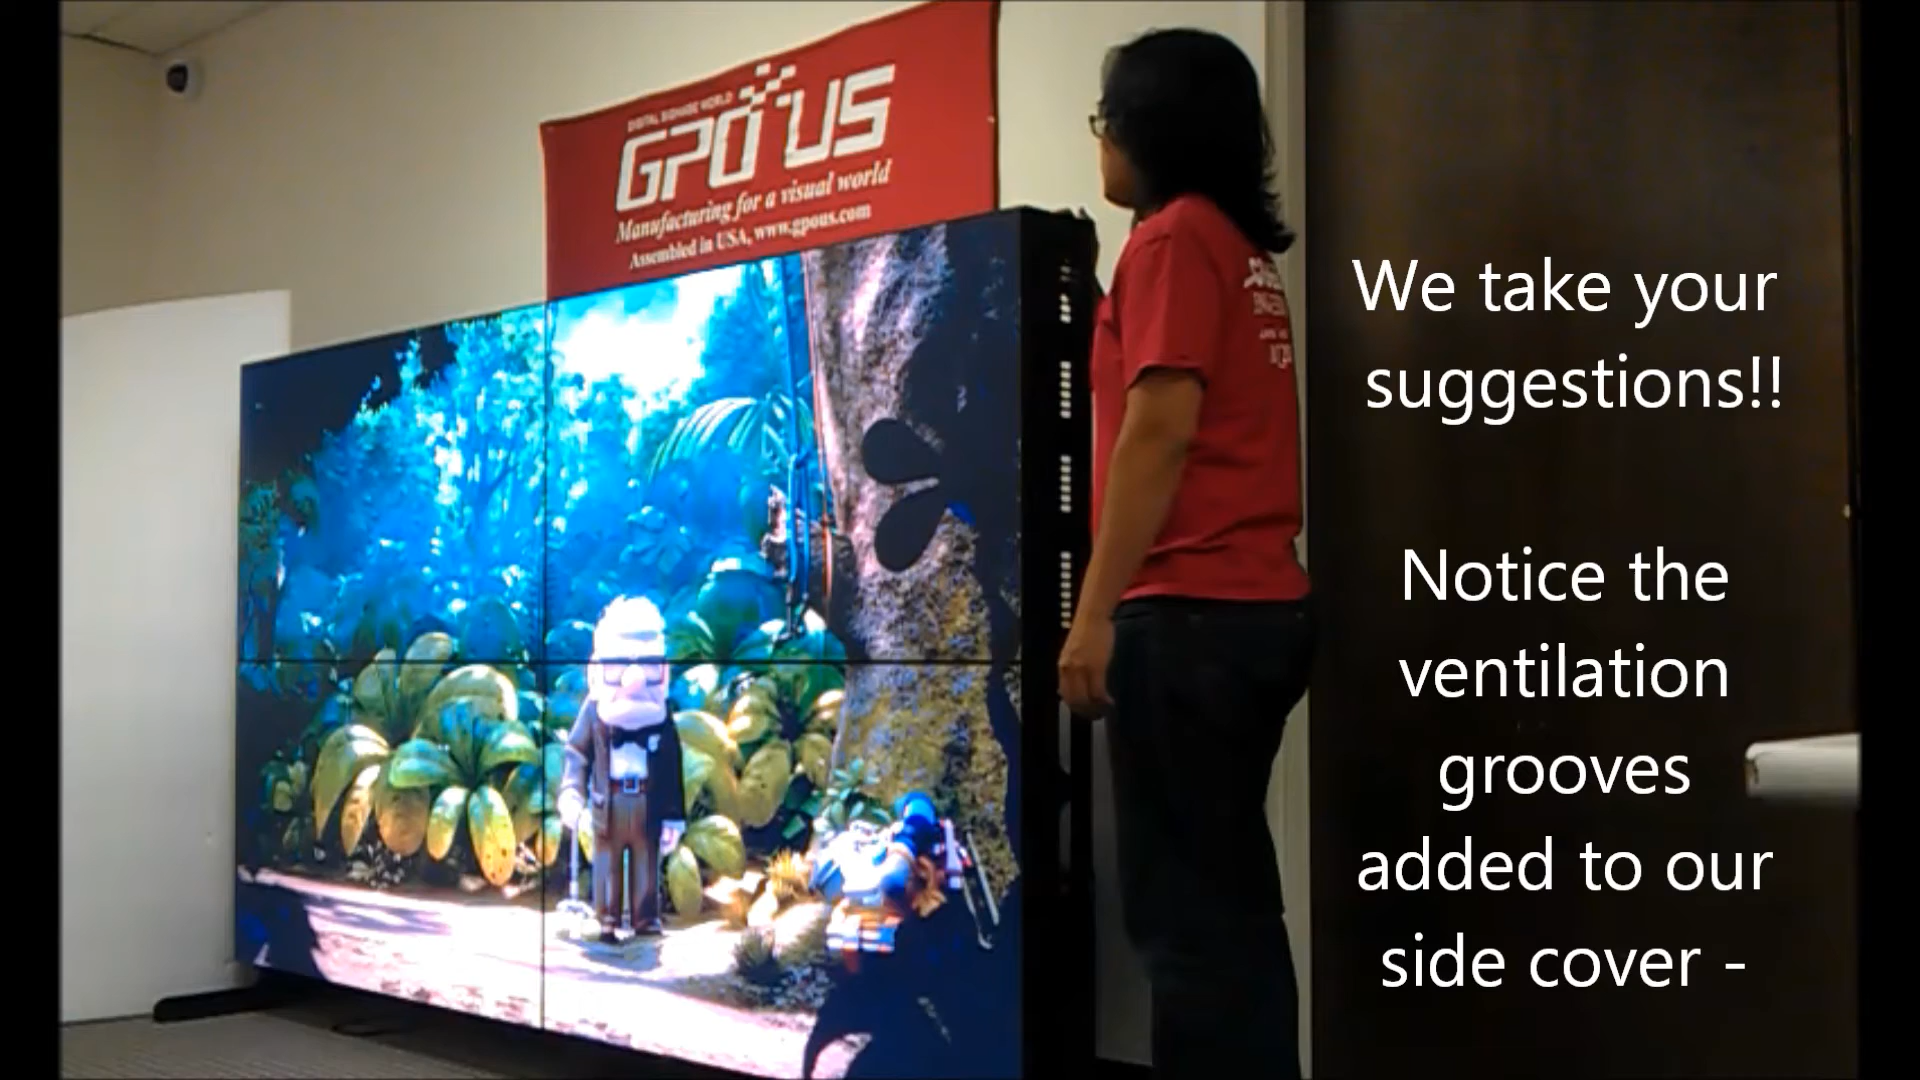 DIGITAL SIGNAGE WORLD
GPO US
Manufacturing for a visual world
Assembled in USA, www.gpous.com
We take your
suggestions!!
Notice the
ventilation
grooves
added to our
side cover -